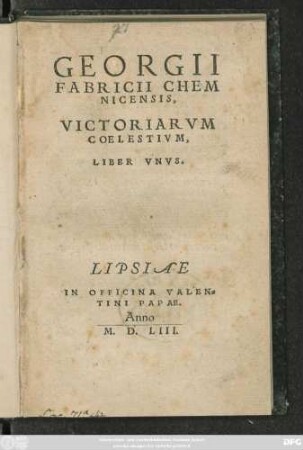 GEORGII
FABRICII CHEM
NICENSIS,
VICTORIARVM
COELESTIVM,
LIBER VNVS.
LIPSIAE
IN OFFICINA VALEN-
TINI PAPAE.
Anno
M. D. LIII.